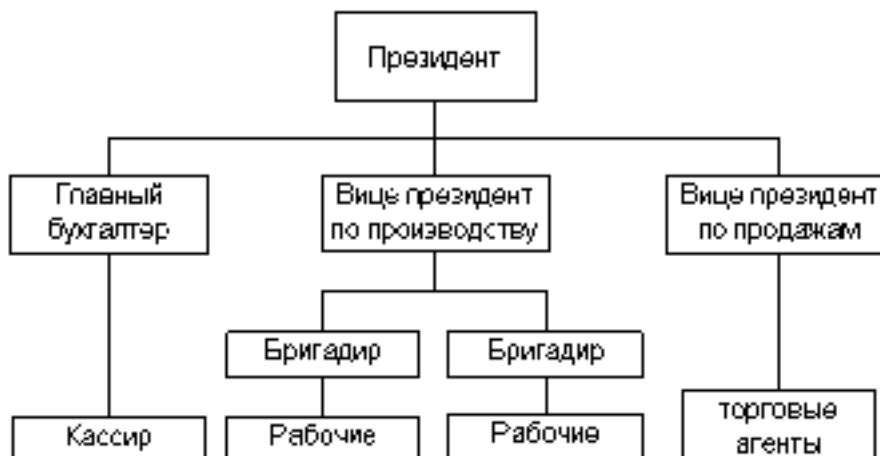 Президент
Главный
бухгалтер
Вице президент
по производству
Вице президент
по продажам
Бригадир
Бригадир
Кассир
Рабочие
Рабочие
торговые
агенты